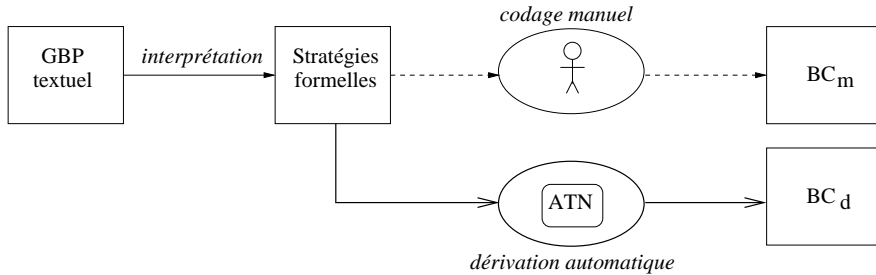 codage manuel
GBP
textuel
interprétation
Stratégies
formelles
BC m
ATN
BC d
dérivation automatique